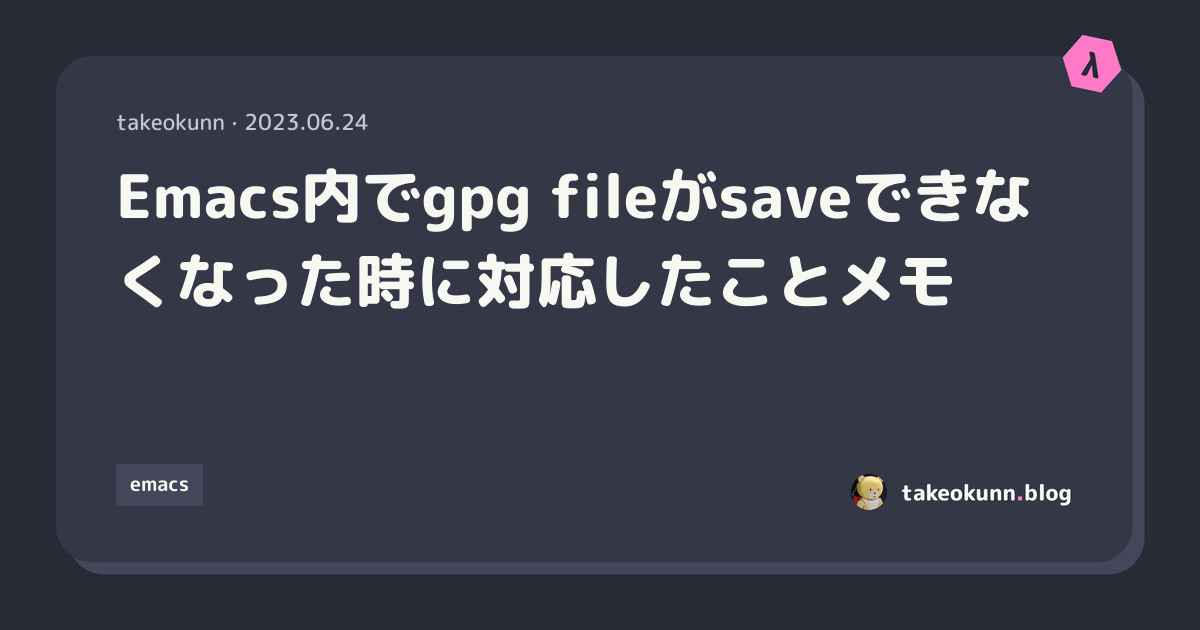 λ
takeokunn · 2023.06.24
Emacs内でgpg fileがsaveできな
くなった時に対応したことメモ
emacs
takeokunn.blog